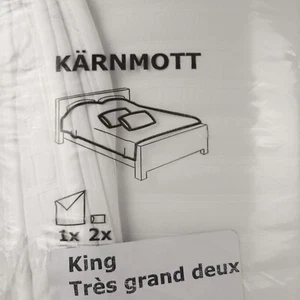 KÄRNMOTT
1x 2x
King
Très grand deux